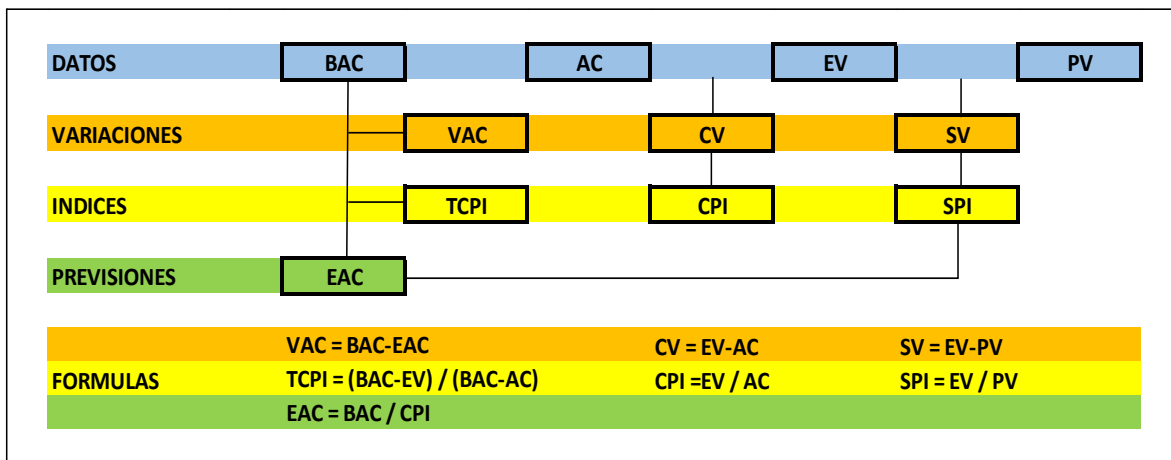 DATOS BAC AC EV PV
VARIACIONES VAC CV SV
INDICES TCPI CPI SPI
PREVISIONES EAC
VAC = BAC-EAC CV = EV-AC SV = EV-PV
FORMULAS TCPI = (BAC-EV) / (BAC-AC) CPI =EV / AC SPI = EV / PV
EAC = BAC / CPI